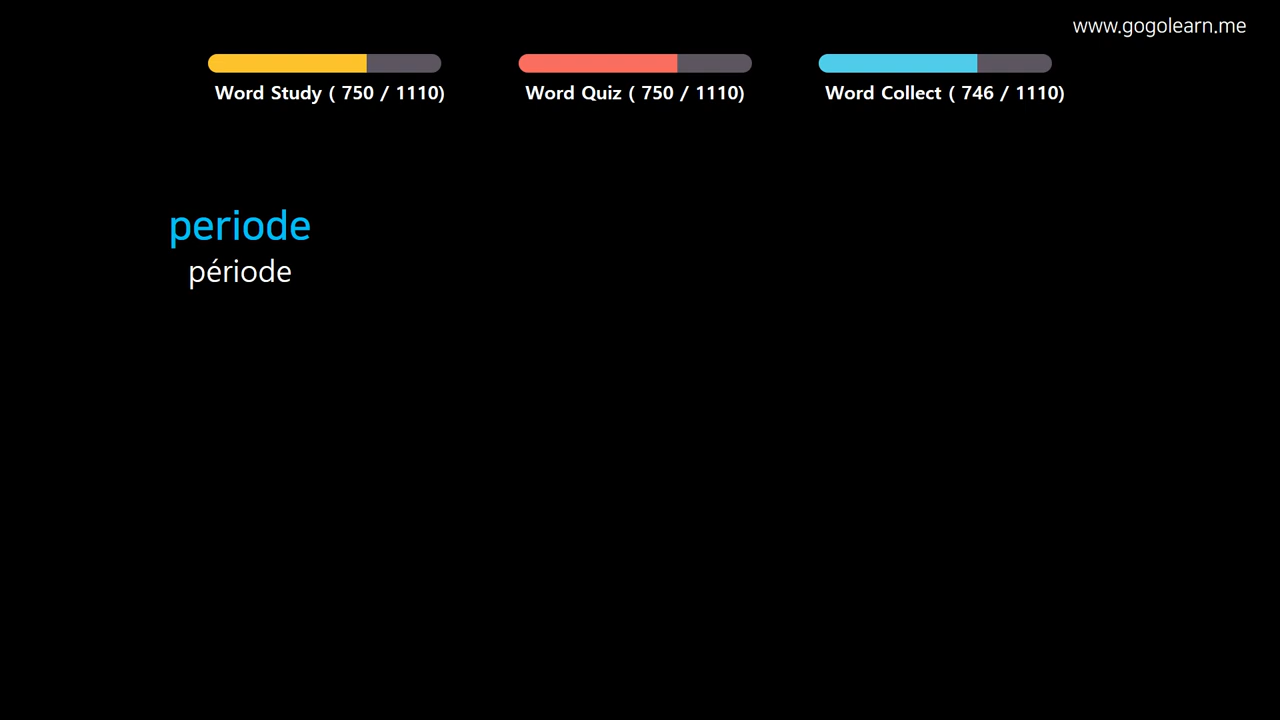 www.gogolearn.me
Word Study ( 750 / 1110)
Word Quiz ( 750 / 1110)
Word Collect ( 746 / 1110)
periode
période